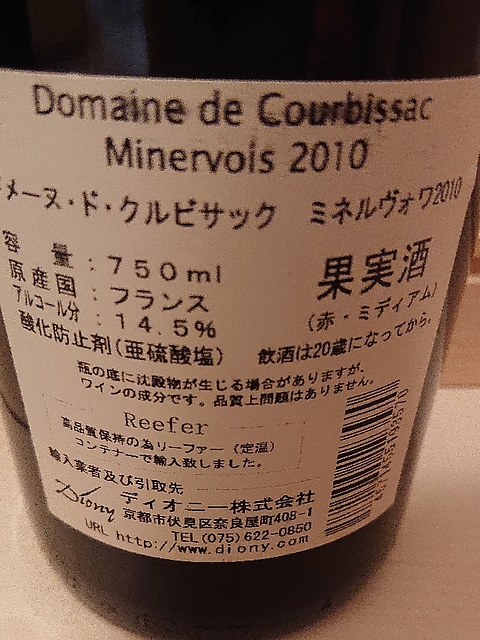 Domaine de Courbissac
Minervois 2010
ドメーヌ・ド・クルビサック ミネルヴォワ2010
容量:750ml
原産国:フランス
アルコール分:14.5%
酸化防止剤(亜硫酸塩)
果実酒
(赤・ミディアム)
飲酒は20歳になってから。
瓶の底に沈殿物が生じる場合がありますが、
ワインの成分です。品質上問題はありません。
Reefer
高品質保持の為リーファー(定温)
コンテナーで輸入致しました。
輸入業者及び引取先
Diony ディオニー株式会社
京都市伏見区奈良屋町408-1
TEL(075)622-0850
URL http://www.diony.com